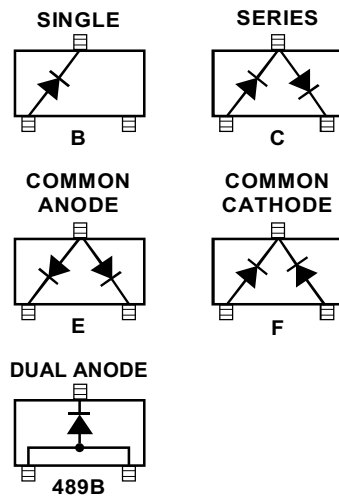 SINGLE
B
SERIES
C
COMMON
ANODE
E
COMMON
CATHODE
F
DUAL ANODE
489B